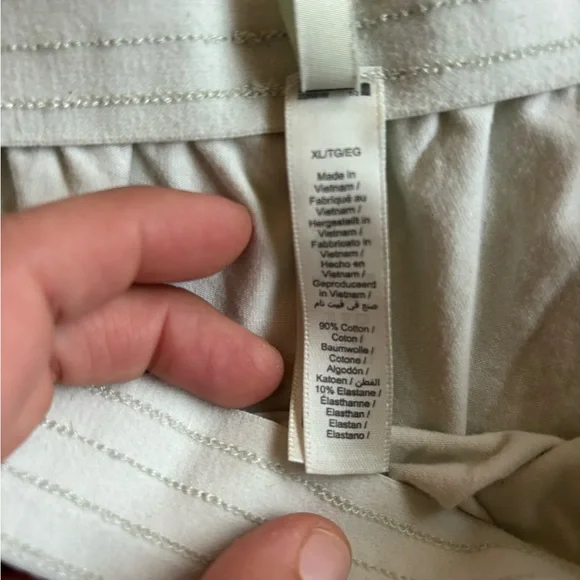 XL/TG/EG
Made in
Vietnam /
Fabriqué au
Vietnam /
Hergestellt in
Vietnam /
Fabbricato in
Vietnam /
Hecho en
Vietnam /
Geproduceerd
in Vietnam /
صنع في فيت نام
90% Cotton /
Coton /
Baumwolle /
Cotone /
Algodón /
Katoen / القطن /
10% Elastane /
Élasthanne /
Elasthan /
Elastan /
Elastano /